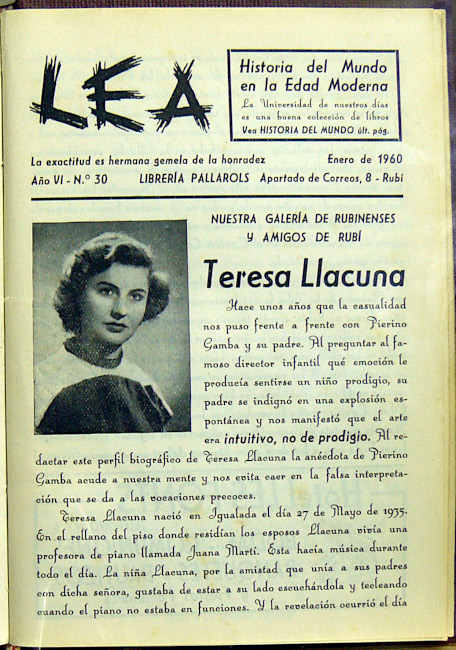 LEA
Historia del Mundo
en la Edad Moderna
La Universidad de nuestros días
es una buena colección de libros
Vea HISTORIA DEL MUNDO últ. pág.
La exactitud es hermana gemela de la honradez Enero de 1960
Año VI - N.° 30 LIBRERÍA PALLAROLS Apartado de Correos, 8 - Rubí
NUESTRA GALERÍA DE RUBINENSES
Y AMIGOS DE RUBÍ
Teresa Llacuna
Hace unos años que la casualidad
nos puso frente a frente con Pierino
Gamba y su padre. Al preguntar al fa-
moso director infantil qué emoción le
producía sentirse un niño prodigio, su
padre se indignó en una explosión es-
pontánea y nos manifestó que el arte
era intuitivo, no de prodigio. Al re-
dactar este perfil biográfico de Teresa Llacuna la anécdota de Pierino
Gamba acude a nuestra mente y nos evita caer en la falsa interpreta-
ción que se da a las vocaciones precoces.
Teresa Llacuna nació en Igualada el día 27 de Mayo de 1935.
En el rellano del piso donde residían los esposos Llacuna vivía una
profesora de piano llamada Juana Martí. Esta hacía música durante
todo el día. La niña Llacuna, por la amistad que unía a sus padres
con dicha señora, gustaba de estar a su lado escuchándola y tecleando
cuando el piano no estaba en funciones. Y la revelación ocurrió el día